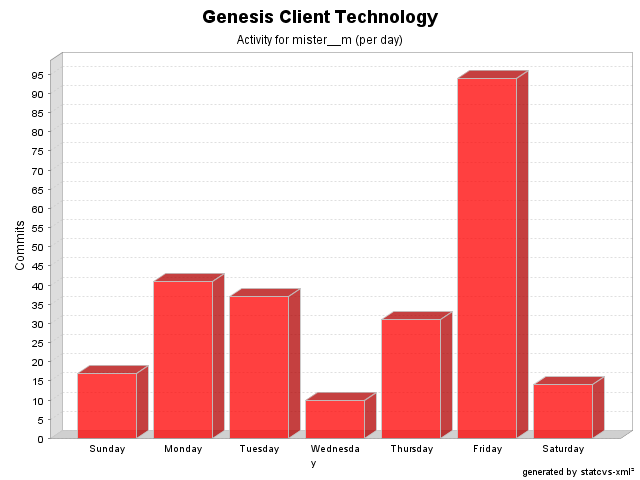 Genesis Client Technology
Activity for mister__m (per day)
95
90
85
80
75
70
65
60
55
50
45
40
35
30
25
20
15
10
5
0
Commits
Sunday
Monday
Tuesday
Wednesda
y
Thursday
Friday
Saturday
generated by statcvs-xml²